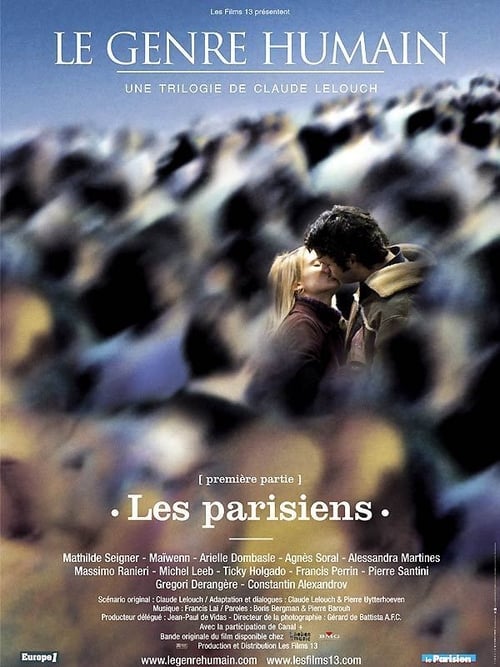 Les Films 13 présentent
LE GENRE HUMAIN
UNE TRILOGIE DE CLAUDE LELOUCH
[ première partie ]
• Les parisiens •
Mathilde Seigner - Maïwenn - Arielle Dombasle - Agnès Soral - Alessandra Martines
Massimo Ranieri - Michel Leeb - Ticky Holgado - Francis Perrin - Pierre Santini
Gregori Derangère - Constantin Alexandrov
Scénario original : Claude Lelouch / Adaptation et dialogues : Claude Lelouch & Pierre Uytterhoeven
Musique : Francis Lai / Paroles : Boris Bergman & Pierre Barouh
Producteur délégué : Jean-Paul de Vidas - Directeur de la photographie : Gérard de Battista A.F.C.
Avec la participation de Canal +
Bande originale du film disponible chez
BMG
Production et Distribution Les Films 13
Europe 1
www.legenrehumain.com - www.lesfilms13.com
Le Parisien